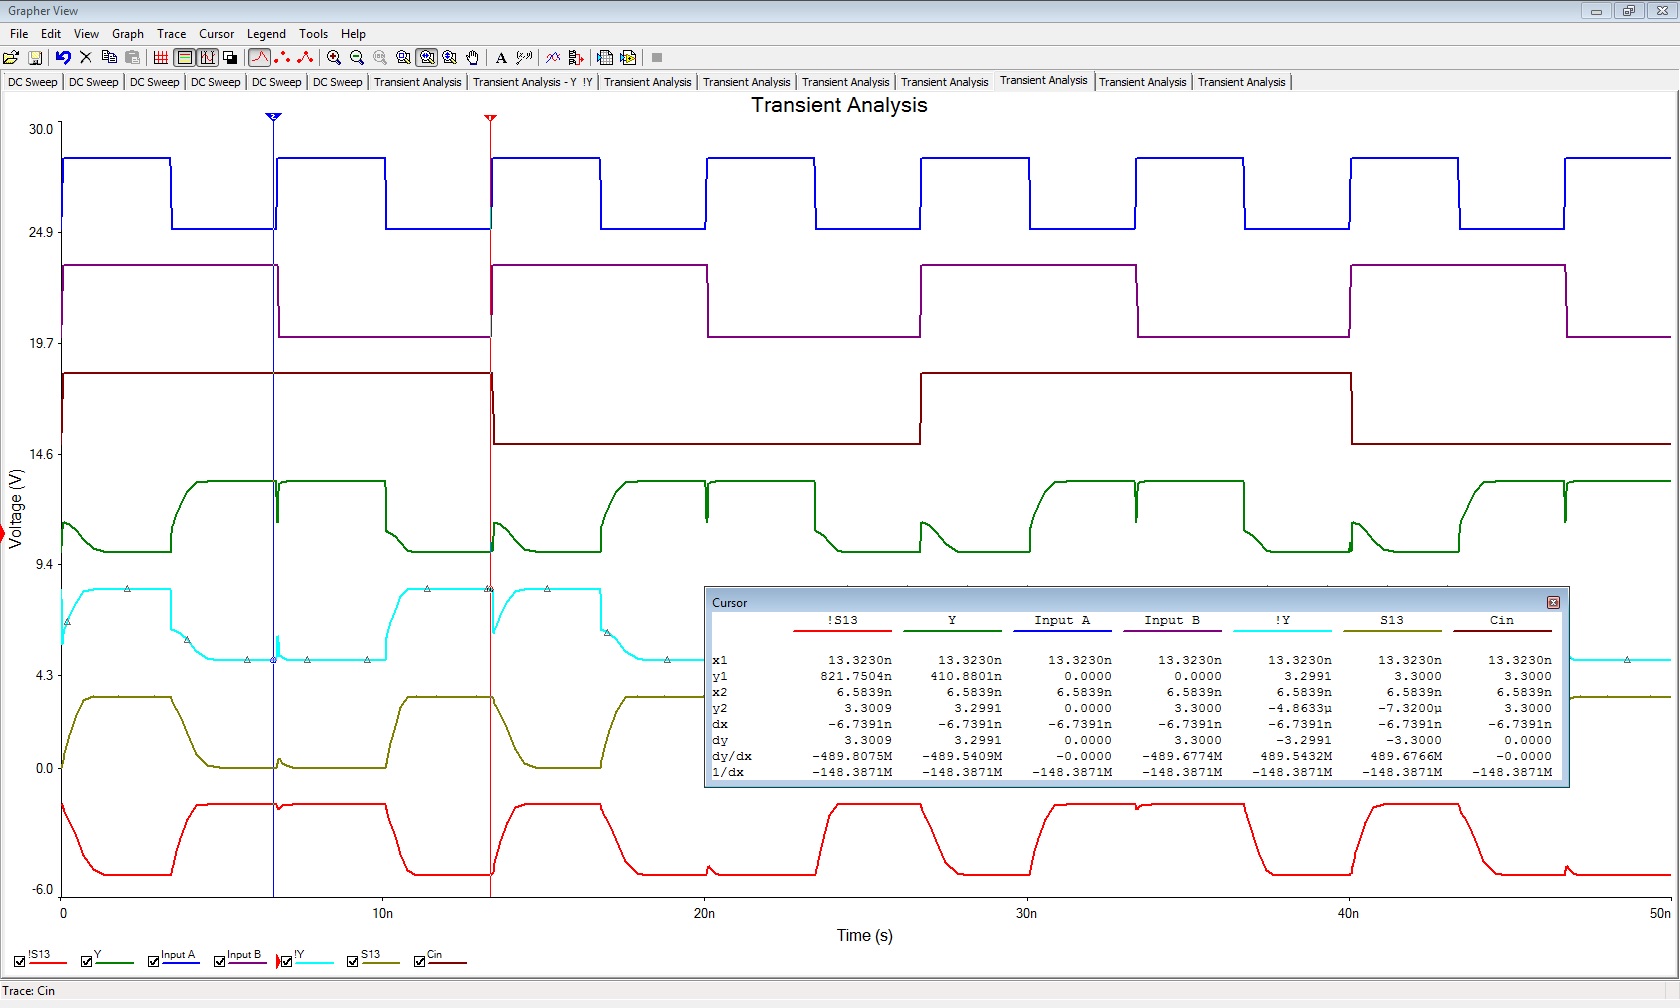 Grapher View
File Edit View Graph Trace Cursor Legend Tools Help
DC Sweep DC Sweep DC Sweep DC Sweep DC Sweep DC Sweep Transient Analysis Transient Analysis - Y !Y Transient Analysis Transient Analysis Transient Analysis Transient Analysis Transient Analysis Transient Analysis Transient Analysis
Transient Analysis
30.0
24.9
19.7
14.6
9.4
4.3
0.0
-6.0
Voltage (V)
Cursor
!S13 Y Input A Input B !Y S13 Cin
x1 13.3230n 13.3230n 13.3230n 13.3230n 13.3230n 13.3230n 13.3230n
y1 821.7504n 410.8801n 0.0000 0.0000 3.2991 3.3000 3.3000
x2 6.5839n 6.5839n 6.5839n 6.5839n 6.5839n 6.5839n 6.5839n
y2 3.3009 3.2991 0.0000 3.3000 -4.8633µ -7.3200µ 3.3000
dx -6.7391n -6.7391n -6.7391n -6.7391n -6.7391n -6.7391n -6.7391n
dy 3.3009 3.2991 0.0000 3.3000 -3.2991 -3.3000 0.0000
dy/dx -489.8075M -489.5409M -0.0000 -489.6774M 489.5432M 489.6766M -0.0000
1/dx -148.3871M -148.3871M -148.3871M -148.3871M -148.3871M -148.3871M -148.3871M
0 10n 20n 30n 40n 50n
Time (s)
!S13 Y Input A Input B !Y S13 Cin
Trace: Cin